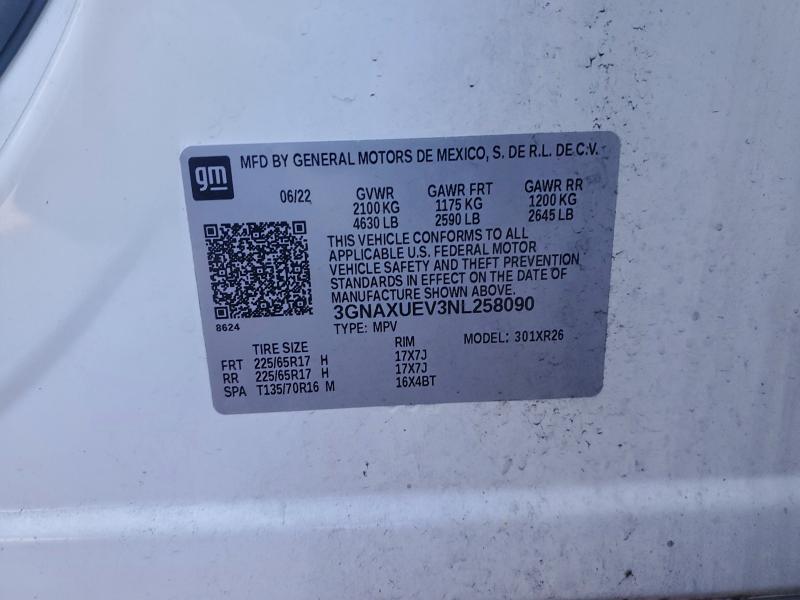 gm
MFD BY GENERAL MOTORS DE MEXICO, S. DE R.L. DE C.V.
06/22 GVWR GAWR FRT GAWR RR
2100 KG 1175 KG 1200 KG
4630 LB 2590 LB 2645 LB
THIS VEHICLE CONFORMS TO ALL
APPLICABLE U.S. FEDERAL MOTOR
VEHICLE SAFETY AND THEFT PREVENTION
STANDARDS IN EFFECT ON THE DATE OF
MANUFACTURE SHOWN ABOVE.
3GNAXUEV3NL258090
8624
TYPE: MPV MODEL: 301XR26
TIRE SIZE RIM
FRT 225/65R17 H 17X7J
RR 225/65R17 H 17X7J
SPA T135/70R16 M 16X4BT